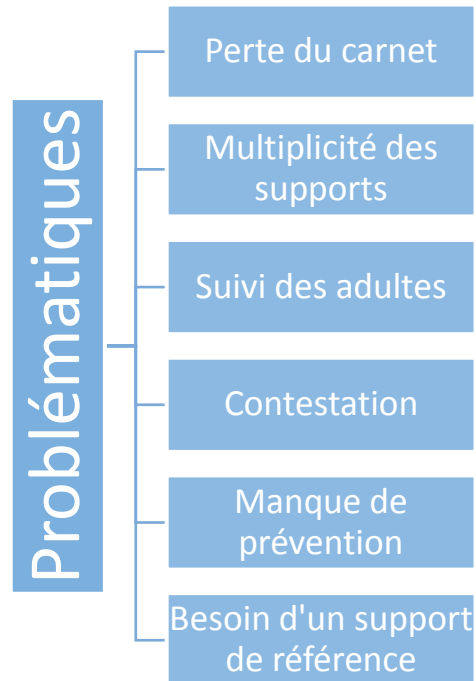 Problématiques
Perte du carnet
Multiplicité des
supports
Suivi des adultes
Contestation
Manque de
prévention
Besoin d'un support
de référence